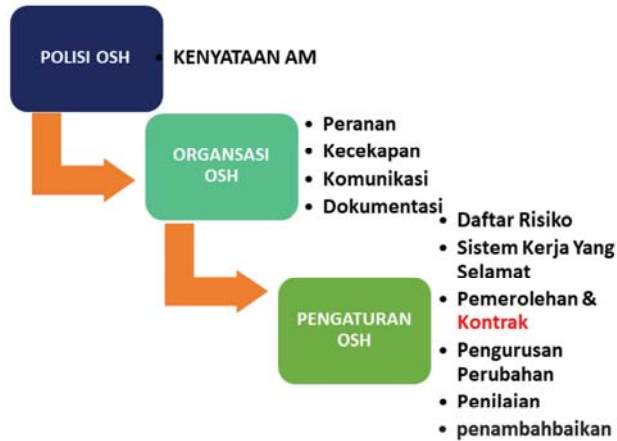 POLISI OSH
• KENYATAAN AM
ORGANSASI
OSH
• Peranan
• Kecekapan
• Komunikasi
• Dokumentasi
PENGATURAN
OSH
• Daftar Risiko
• Sistem Kerja Yang
Selamat
• Pemerolehan &
Kontrak
• Pengurusan
Perubahan
• Penilaian
• penambahbaikan